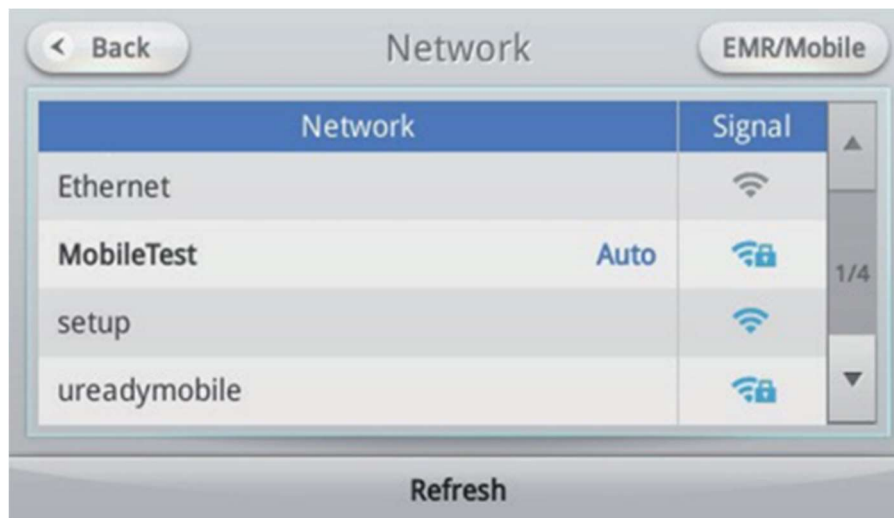 Back Network EMR/Mobile
Network Signal
Ethernet
MobileTest Auto
1/4
setup
ureadymobile
Refresh